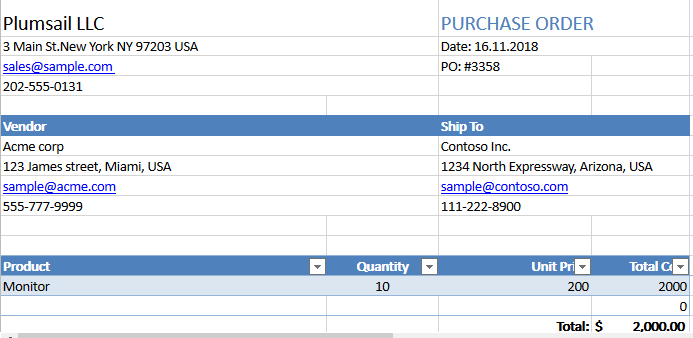 Plumsail LLC PURCHASE ORDER
3 Main St.New York NY 97203 USA Date: 16.11.2018
sales@sample.com PO: #3358
202-555-0131
Vendor Ship To
Acme corp Contoso Inc.
123 James street, Miami, USA 1234 North Expressway, Arizona, USA
sample@acme.com sample@contoso.com
555-777-9999 111-222-8900
Product Quantity Unit Pri Total C
Monitor 10 200 2000
0
Total: $ 2,000.00